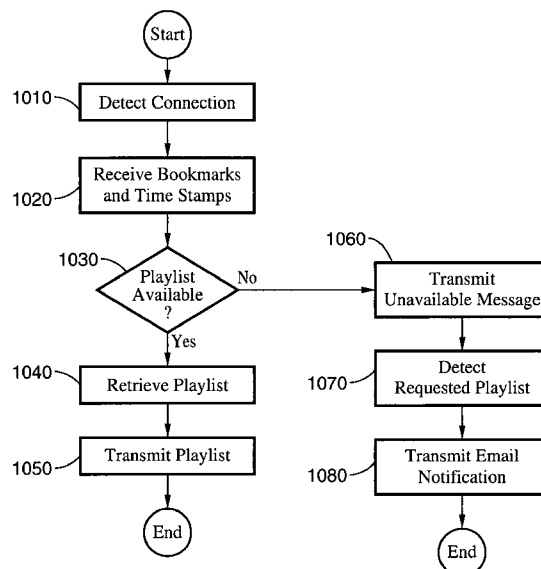 Start
1010
Detect Connection
1020
Receive Bookmarks
and Time Stamps
1030
Playlist
Available
?
No
Yes
1040
Retrieve Playlist
1050
Transmit Playlist
End
1060
Transmit
Unavailable Message
1070
Detect
Requested Playlist
1080
Transmit Email
Notification
End